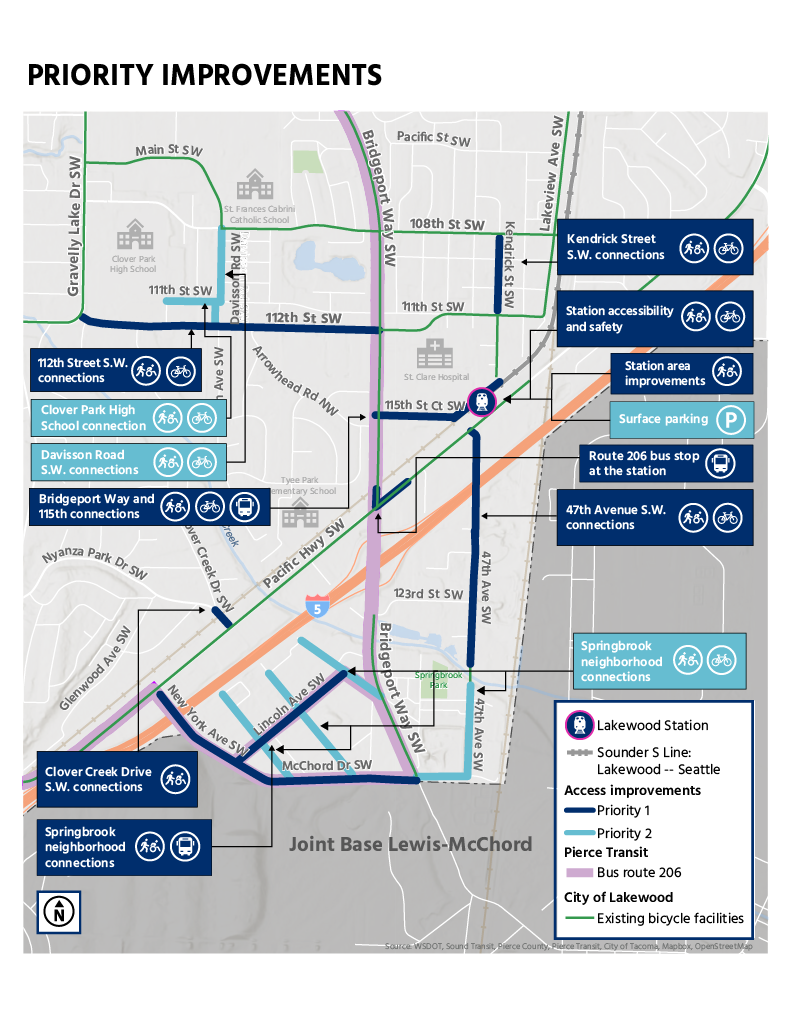 PRIORITY IMPROVEMENTS
Pacific St SW
Main St SW
Bridgeport Way SW
Lakeview Ave SW
Gravelly Lake Dr SW
St. Frances Cabrini
Catholic School
108th St SW
Kendrick St SW
Kendrick Street
S.W. connections
Clover Park
High School
Davisson Rd SW
111th St SW
111th St SW
112th St SW
Station accessibility
and safety
112th Street S.W.
connections
n Ave SW
Arrowhead Rd NW
St. Clare Hospital
Station area
improvements
Clover Park High
School connection
115th St Ct SW
Surface parking
P
Davisson Road
S.W. connections
Route 206 bus stop
at the station
Tyee Park
ementary School
Bridgeport Way and
115th connections
47th Avenue S.W.
connections
Creek
over Creek Dr SW
Pacific Hwy SW
Nyanza Park Dr SW
47th Ave SW
123rd St SW
5
Glenwood Ave SW
Bridgeport Way SW
Springbrook
neighborhood
connections
Springbrook
Park
New York Ave SW
Lincoln Ave SW
47th Ave SW
McChord Dr SW
Clover Creek Drive
S.W. connections
Springbrook
neighborhood
connections
Joint Base Lewis-McChord
Lakewood Station
Sounder S Line:
Lakewood -- Seattle
Access improvements
Priority 1
Priority 2
Pierce Transit
Bus route 206
City of Lakewood
Existing bicycle facilities
N
Source: WSDOT, Sound Transit, Pierce County, Pierce Transit, City of Tacoma, Mapbox, OpenStreetMap